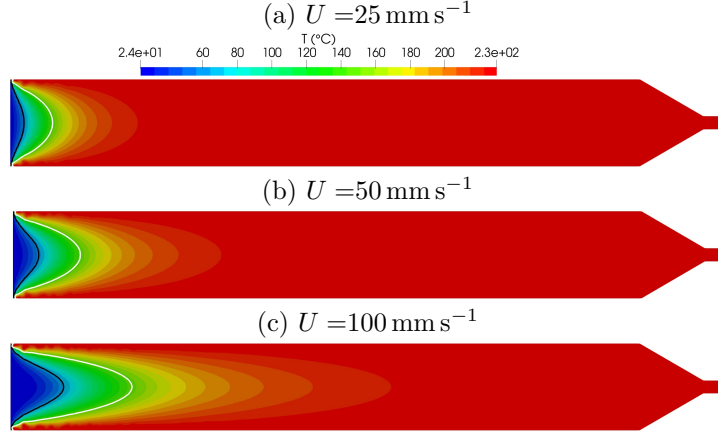 (a) U =25 mm s⁻¹
T (°C)
2.4e+01 60 80 100 120 140 160 180 200 2.3e+02
(b) U =50 mm s⁻¹
(c) U =100 mm s⁻¹